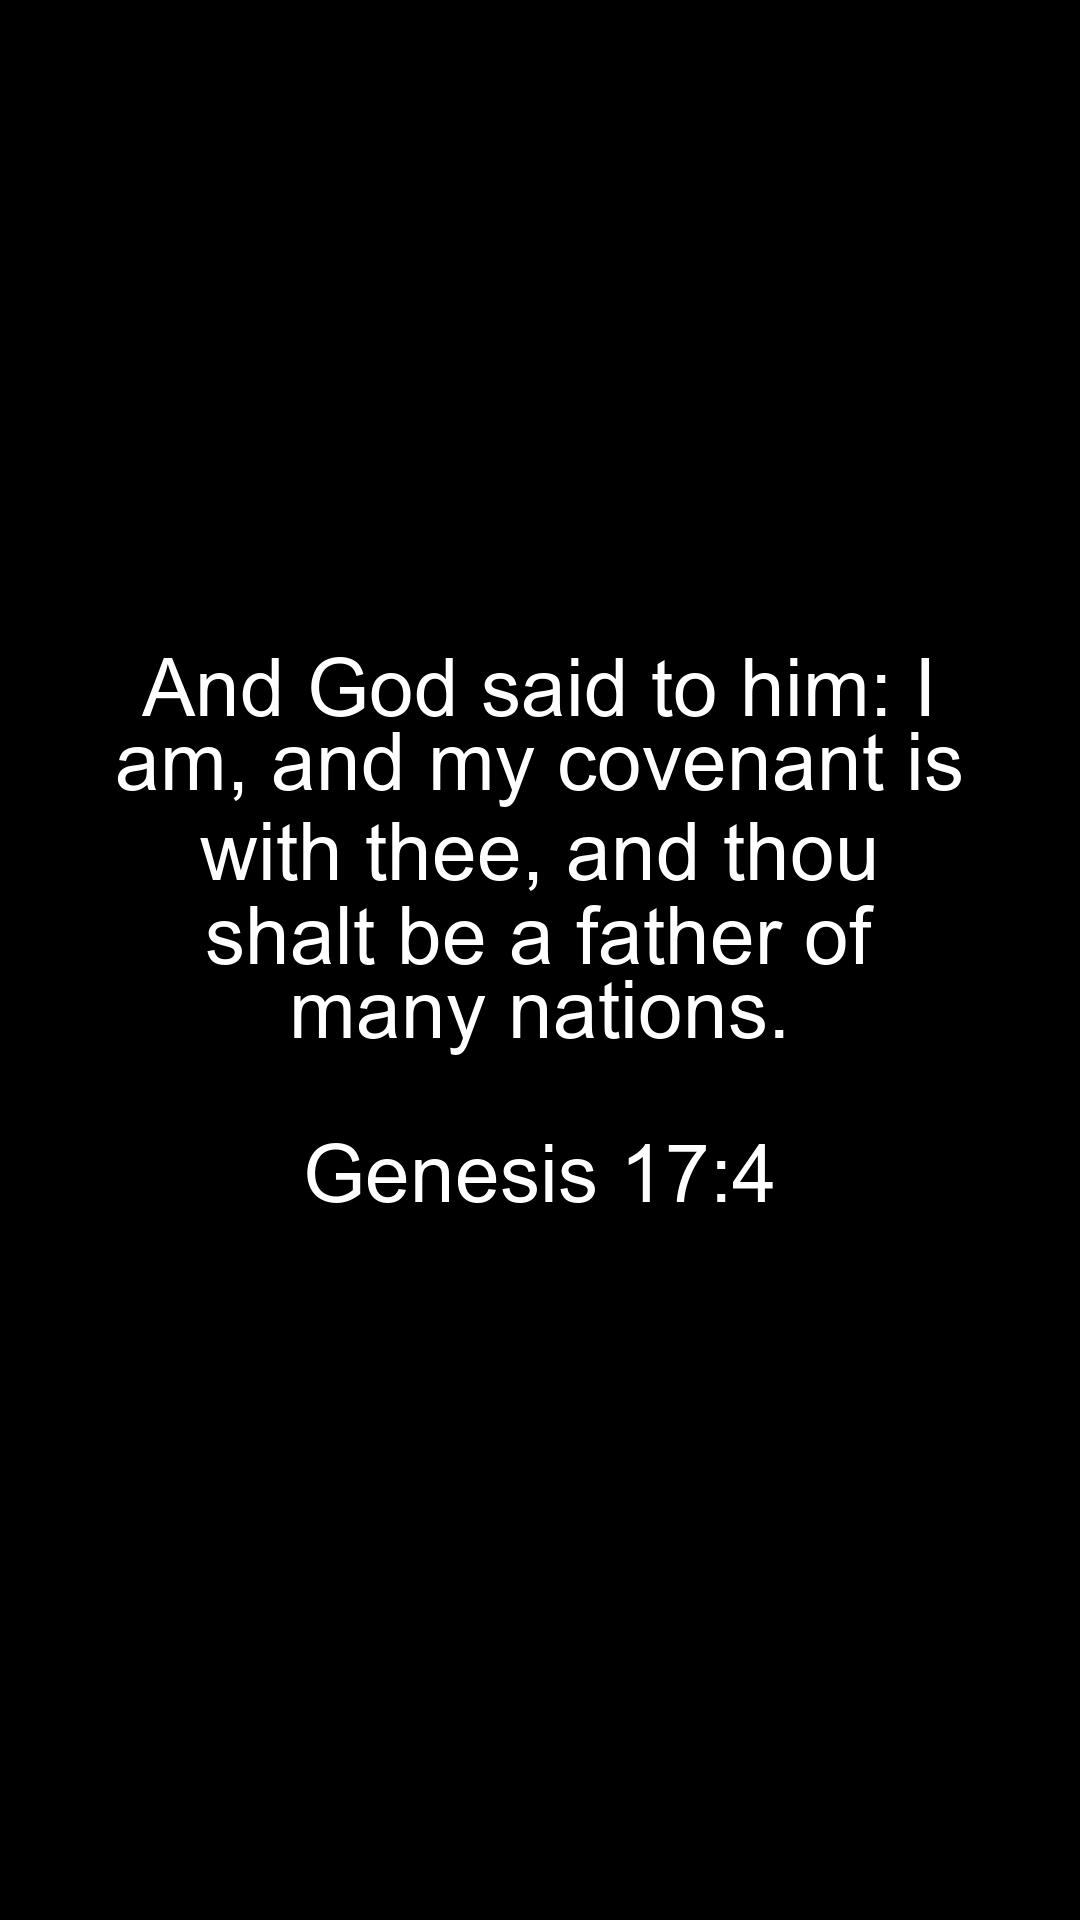 And God said to him: I
am, and my covenant is
with thee, and thou
shalt be a father of
many nations.
Genesis 17:4